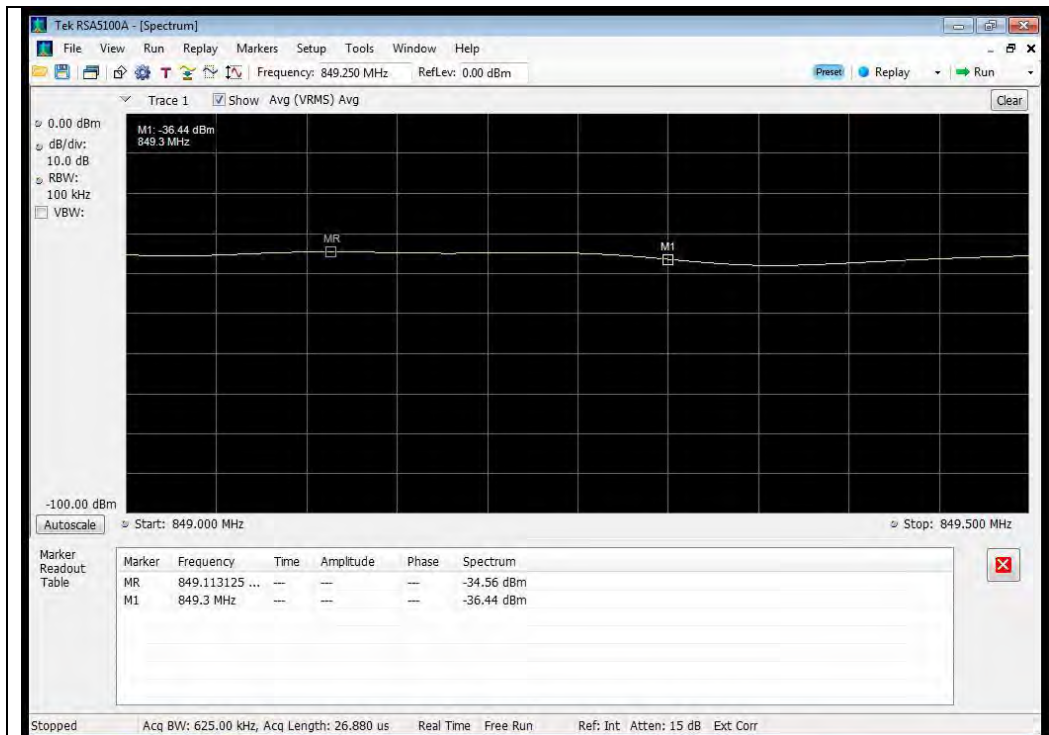 Tek RSA5100A - [Spectrum]
File View Run Replay Markers Setup Tools Window Help
T Frequency: 849.250 MHz RefLev: 0.00 dBm Preset Replay Run
Trace 1 Show Avg (VRMS) Avg Clear
0.00 dBm
dB/div:
10.0 dB
RBW:
100 kHz
VBW:
M1: -36.44 dBm
849.3 MHz
MR
M1
-100.00 dBm
Autoscale Start: 849.000 MHz Stop: 849.500 MHz
Marker
Readout
Table
Marker Frequency Time Amplitude Phase Spectrum
MR 849.113125 ... --- --- --- -34.56 dBm
M1 849.3 MHz --- --- --- -36.44 dBm
Stopped Acq BW: 625.00 kHz, Acq Length: 26.880 us Real Time Free Run Ref: Int Atten: 15 dB Ext Corr